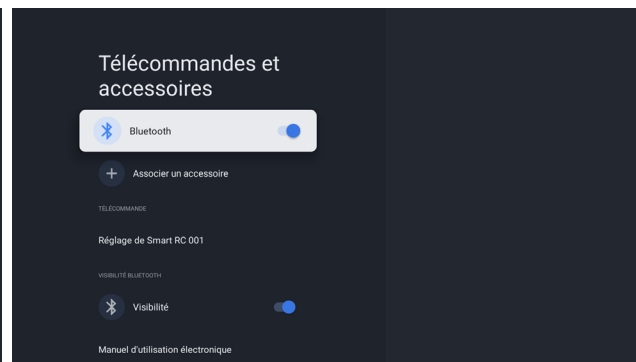 Télécommandes et
accessoires
Bluetooth
Associer un accessoire
TÉLÉCOMMANDE
Réglage de Smart RC 001
VISIBILITÉ BLUETOOTH
Visibilité
Manuel d'utilisation électronique